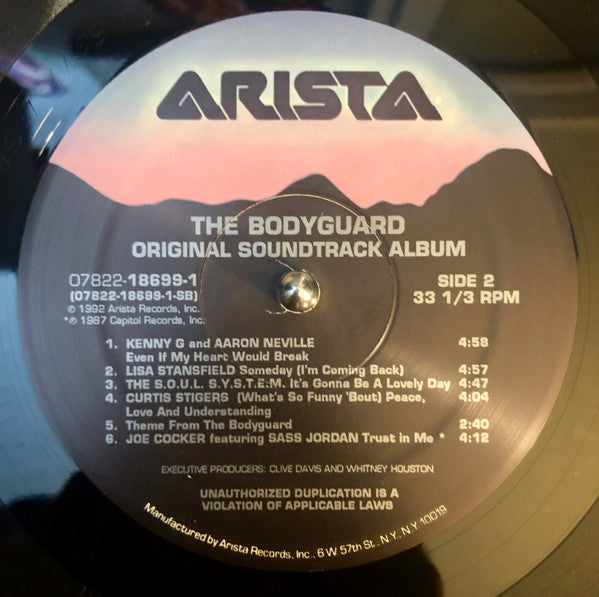 ARISTA
THE BODYGUARD
ORIGINAL SOUNDTRACK ALBUM
07822-18699-1
(07822-18699-1-SB)
℗ 1992 Arista Records, Inc.
*℗ 1987 Capitol Records, Inc.
SIDE 2
33 1/3 RPM
1. KENNY G and AARON NEVILLE 4:58
Even If My Heart Would Break
2. LISA STANSFIELD Someday (I'm Coming Back) 4:57
3. THE S.O.U.L. S.Y.S.T.E.M. It's Gonna Be A Lovely Day 4:47
4. CURTIS STIGERS (What's So Funny 'Bout) Peace, 4:04
Love And Understanding
5. Theme From The Bodyguard 2:40
6. JOE COCKER featuring SASS JORDAN Trust in Me * 4:12
EXECUTIVE PRODUCERS: CLIVE DAVIS AND WHITNEY HOUSTON
UNAUTHORIZED DUPLICATION IS A
VIOLATION OF APPLICABLE LAWS
Manufactured by Arista Records, Inc., 6 W. 57th St., N.Y., N.Y. 10019